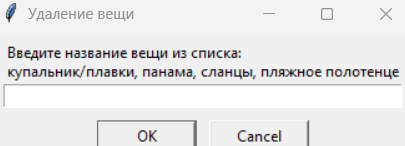 Удаление вещи
Введите название вещи из списка:
купальник/плавки, панама, сланцы, пляжное полотенце
OK Cancel